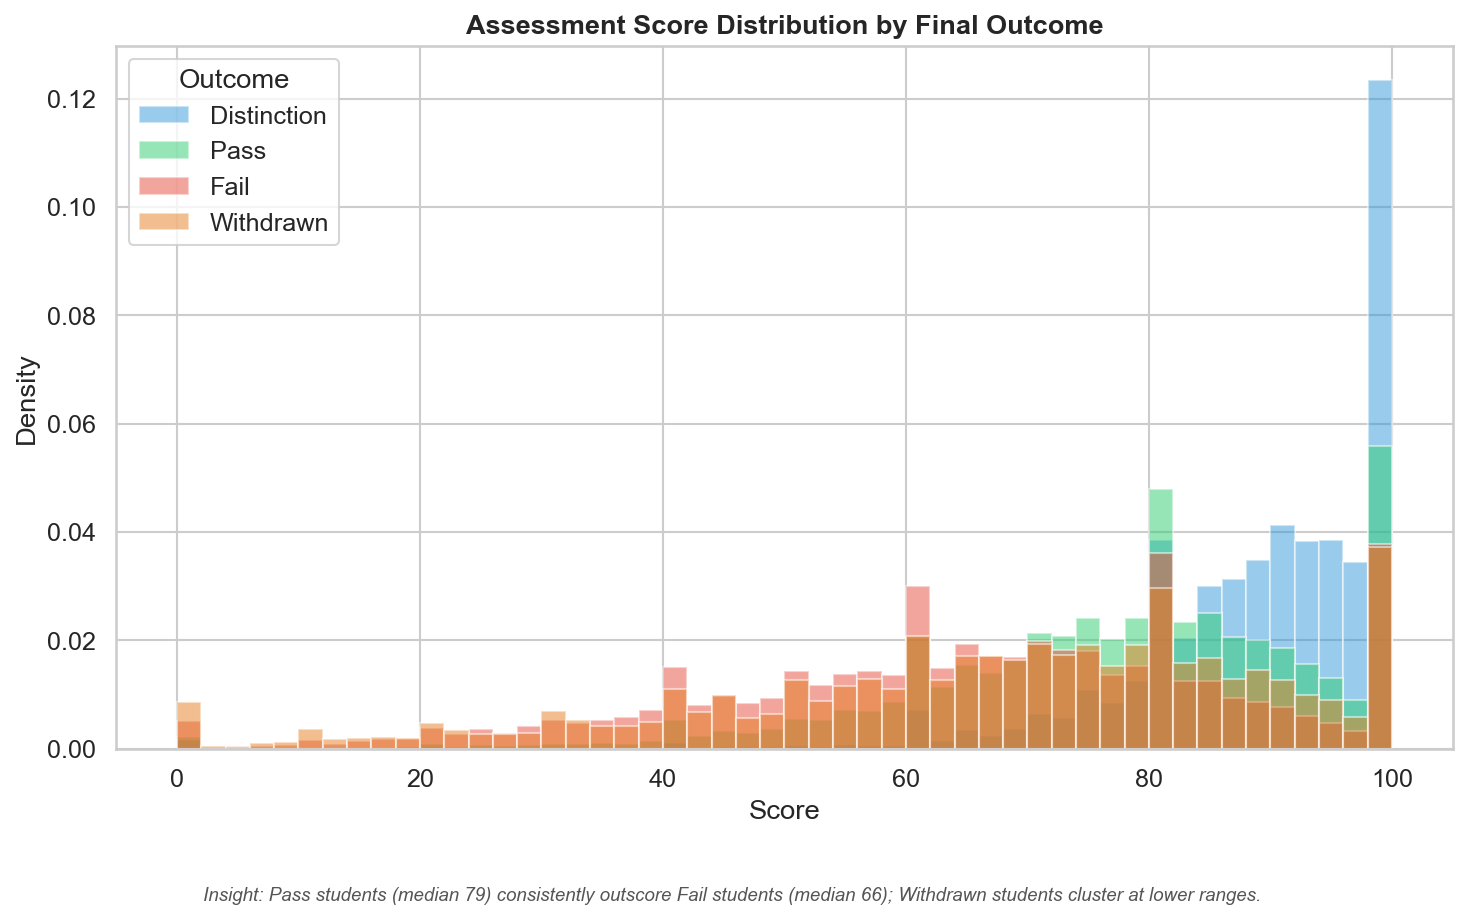 Assessment Score Distribution by Final Outcome
Outcome
Distinction
Pass
Fail
Withdrawn
0.12
0.10
0.08
0.06
0.04
0.02
0.00
Density
0 20 40 60 80 100
Score
Insight: Pass students (median 79) consistently outscore Fail students (median 66); Withdrawn students cluster at lower ranges.